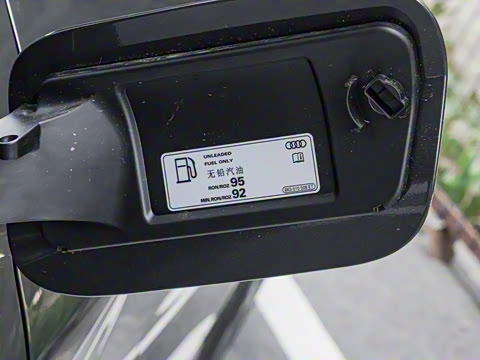 UNLEADED
FUEL ONLY
无铅汽油
RON/ROZ 95
MIN.RON/ROZ 92